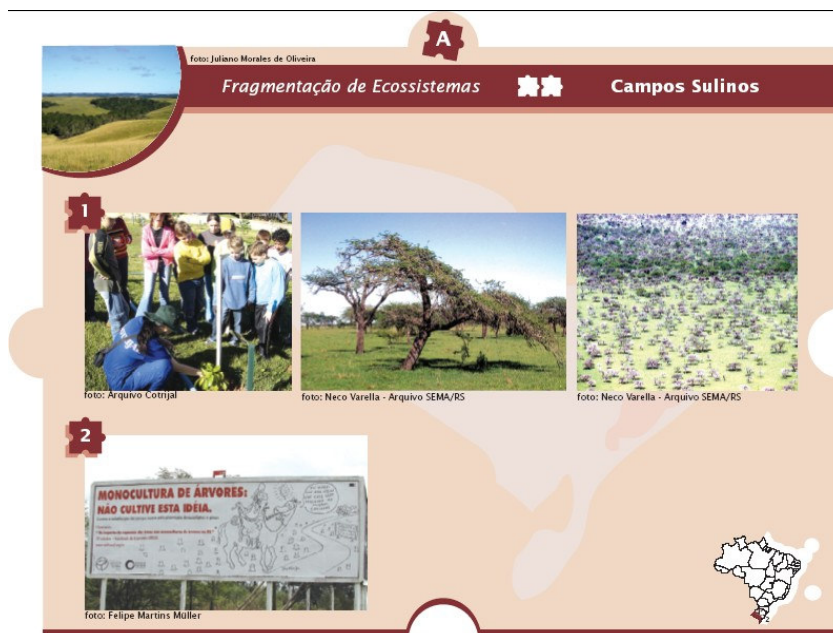 A
foto: Juliano Morales de Oliveira
Fragmentação de Ecossistemas
Campos Sulinos
1
foto: Arquivo Cotrijal
foto: Neco Varella - Arquivo SEMA/RS
foto: Neco Varella - Arquivo SEMA/RS
2
MONOCULTURA DE ÁRVORES:
NÃO CULTIVE ESTA IDÉIA.
foto: Felipe Martins Müller
2